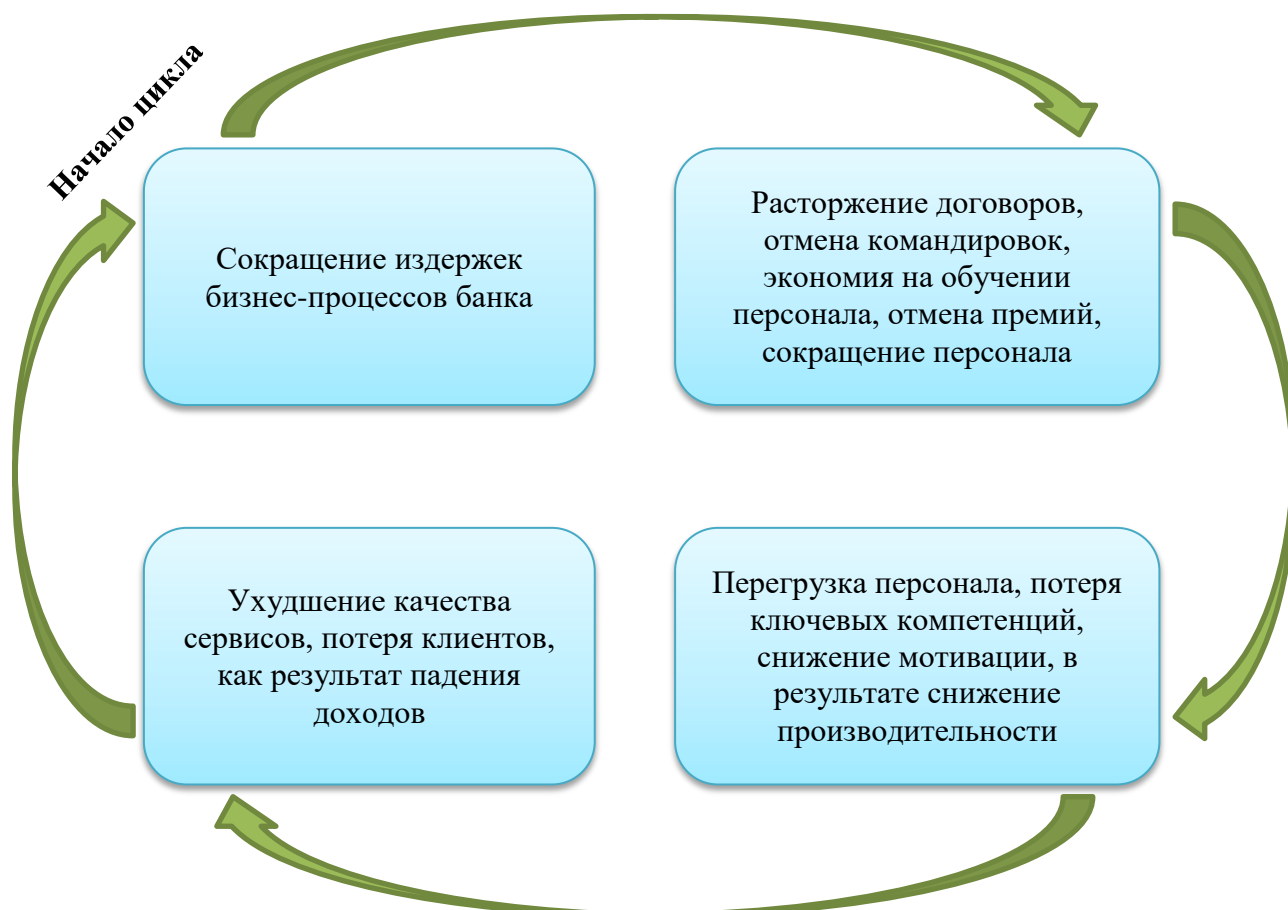 Начало цикла
Сокращение издержек
бизнес-процессов банка
Расторжение договоров,
отмена командировок,
экономия на обучении
персонала, отмена премий,
сокращение персонала
Ухудшение качества
сервисов, потеря клиентов,
как результат падения
доходов
Перегрузка персонала, потеря
ключевых компетенций,
снижение мотивации, в
результате снижение
производительности